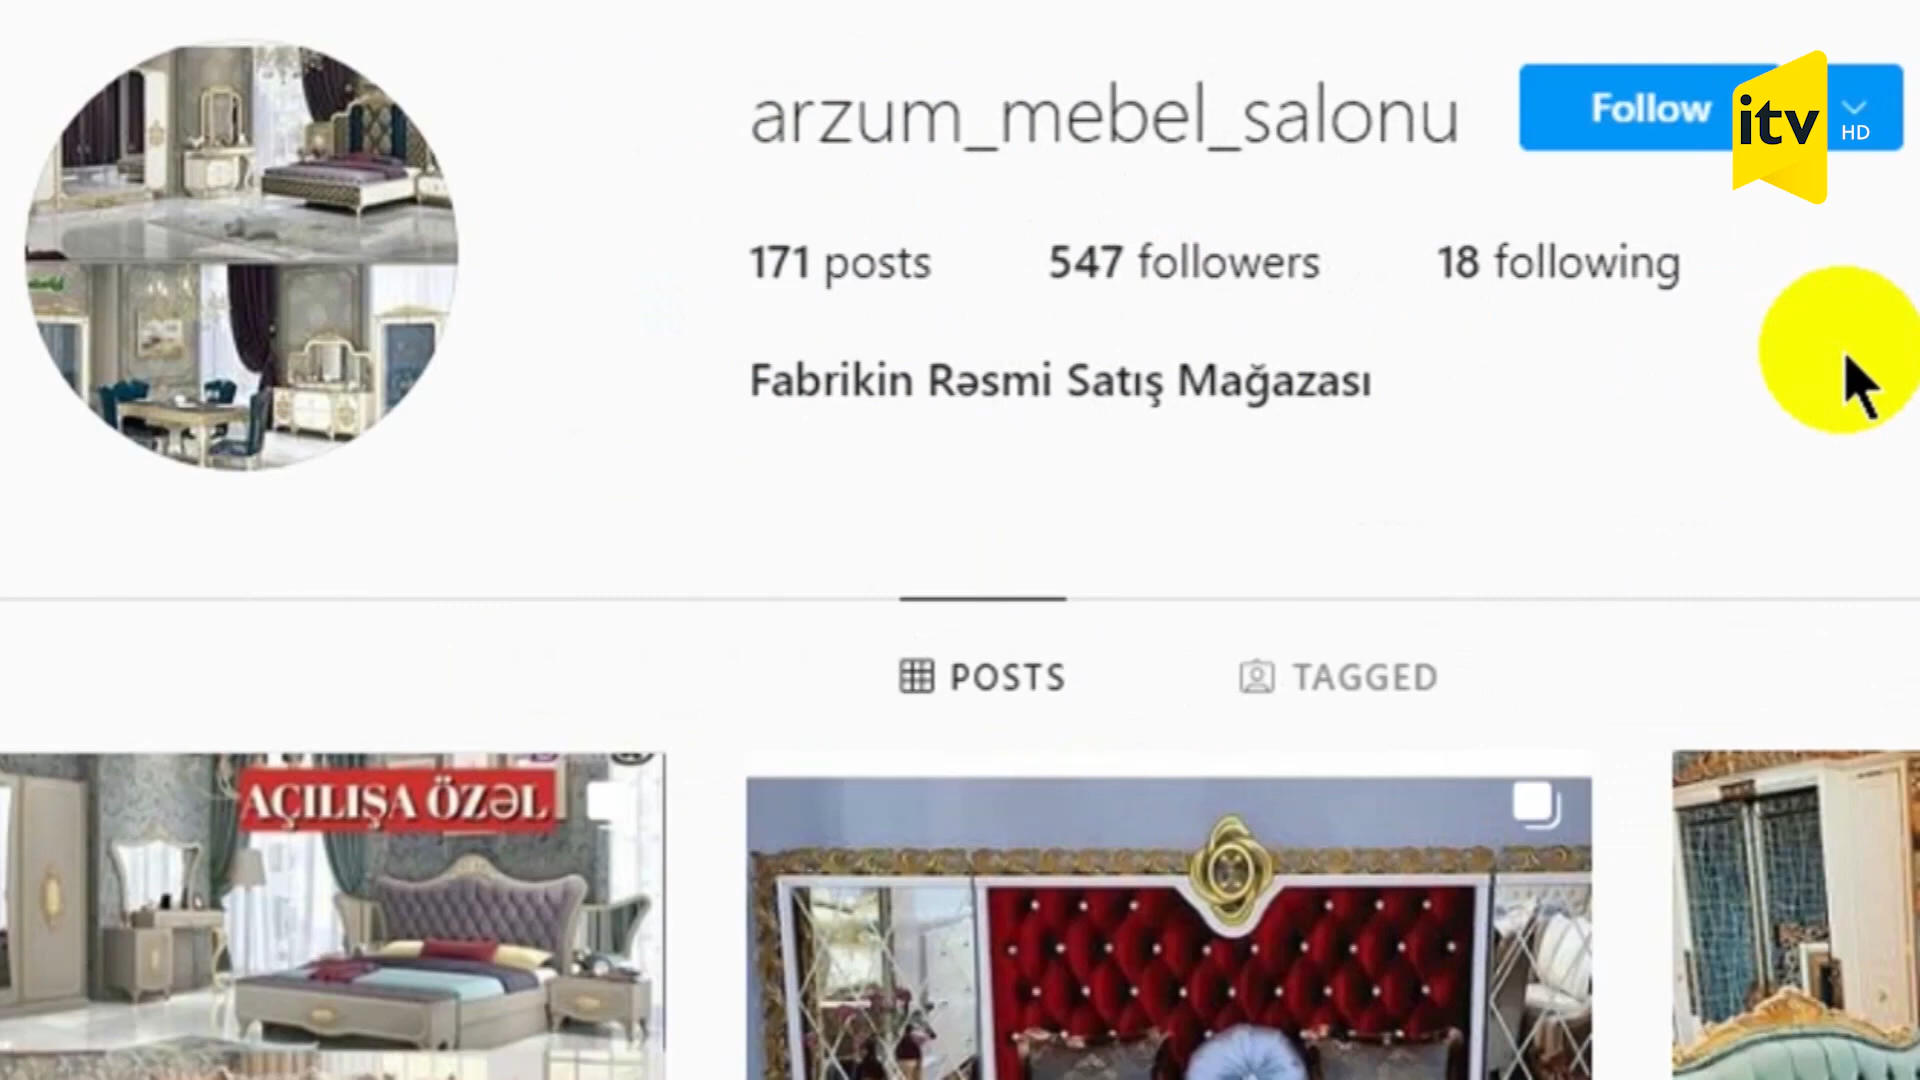 arzum_mebel_salonu
Follow
itv
HD
171 posts
547 followers
18 following
Fabrikin Rəsmi Satış Mağazası
POSTS
TAGGED
AÇILIŞA ÖZƏL